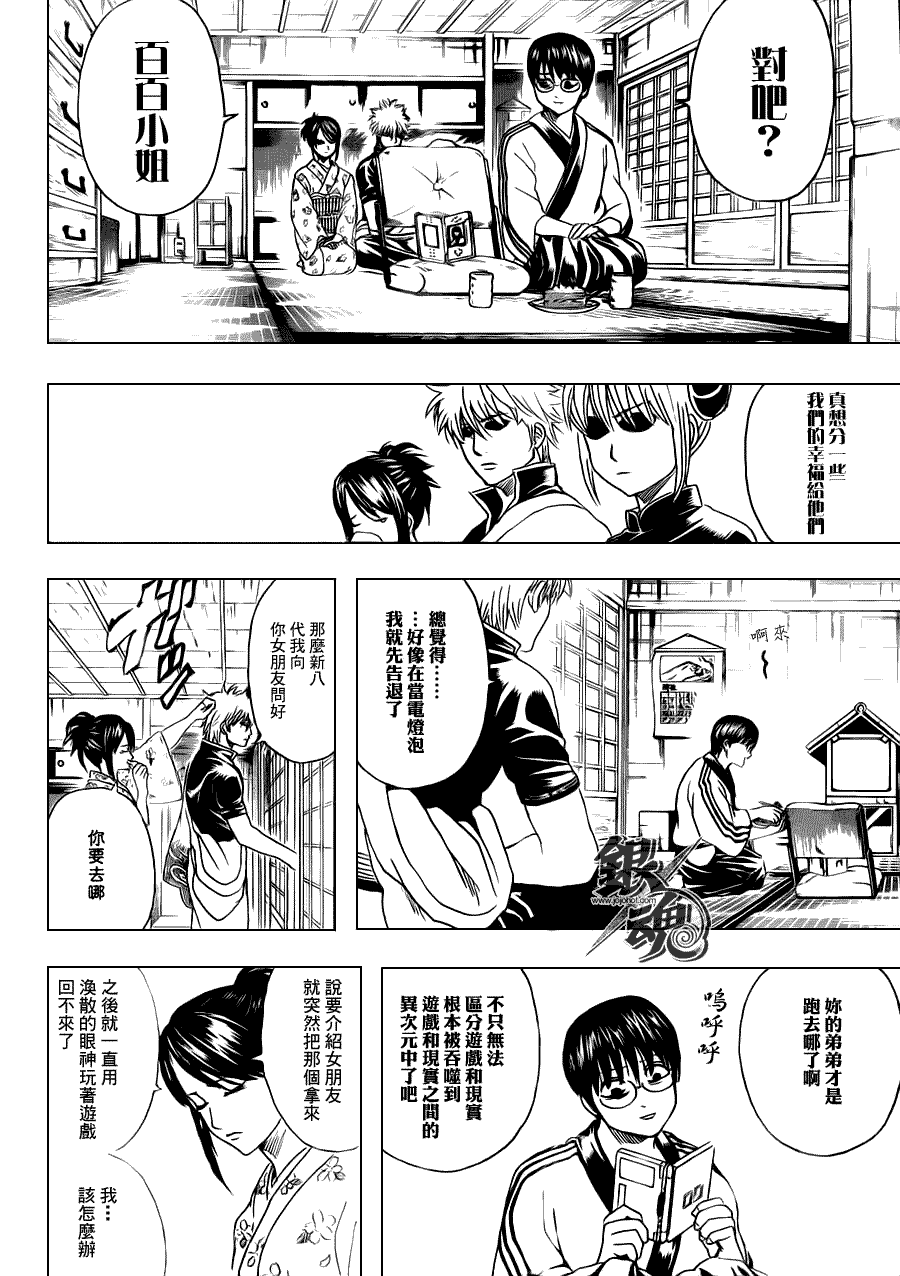 對吧?
百百小姐
真想分一些
我們的幸福給他們
來
啊
總覺得……
…好像在當電燈泡
我就先告退了
那麼新八
代我向
你女朋友問好
你要去哪
妳的弟弟才是
跑去哪了啊
嗚呼呼
不只無法
區分遊戲和現實
根本被吞噬到
遊戲和現實之間的
異次元中了吧
說要介紹女朋友
就突然把那個拿來
之後就一直用
渙散的眼神玩著遊戲
回不來了
我…
該怎麼辦
銀魂
www.jojohot.com